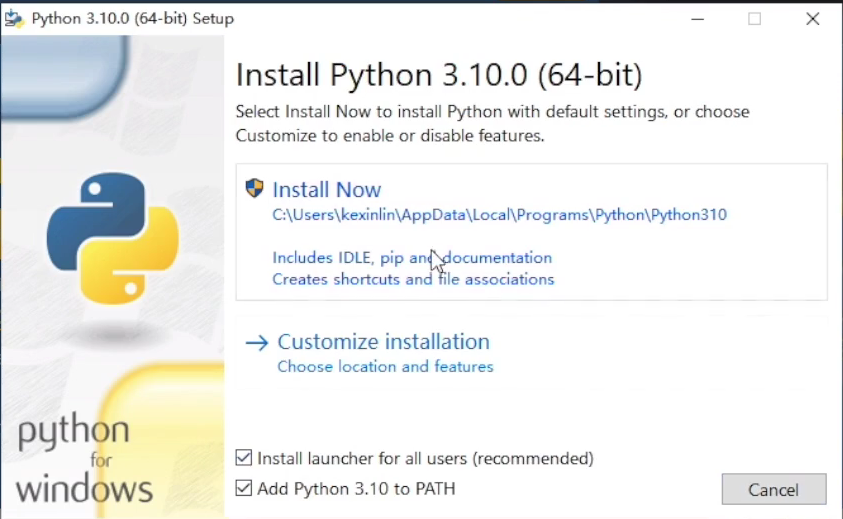 Python 3.10.0 (64-bit) Setup
Install Python 3.10.0 (64-bit)
Select Install Now to install Python with default settings, or choose
Customize to enable or disable features.
Install Now
C:\Users\kexinlin\AppData\Local\Programs\Python\Python310
Includes IDLE, pip and documentation
Creates shortcuts and file associations
Customize installation
Choose location and features
python
for
windows
Install launcher for all users (recommended)
Add Python 3.10 to PATH
Cancel